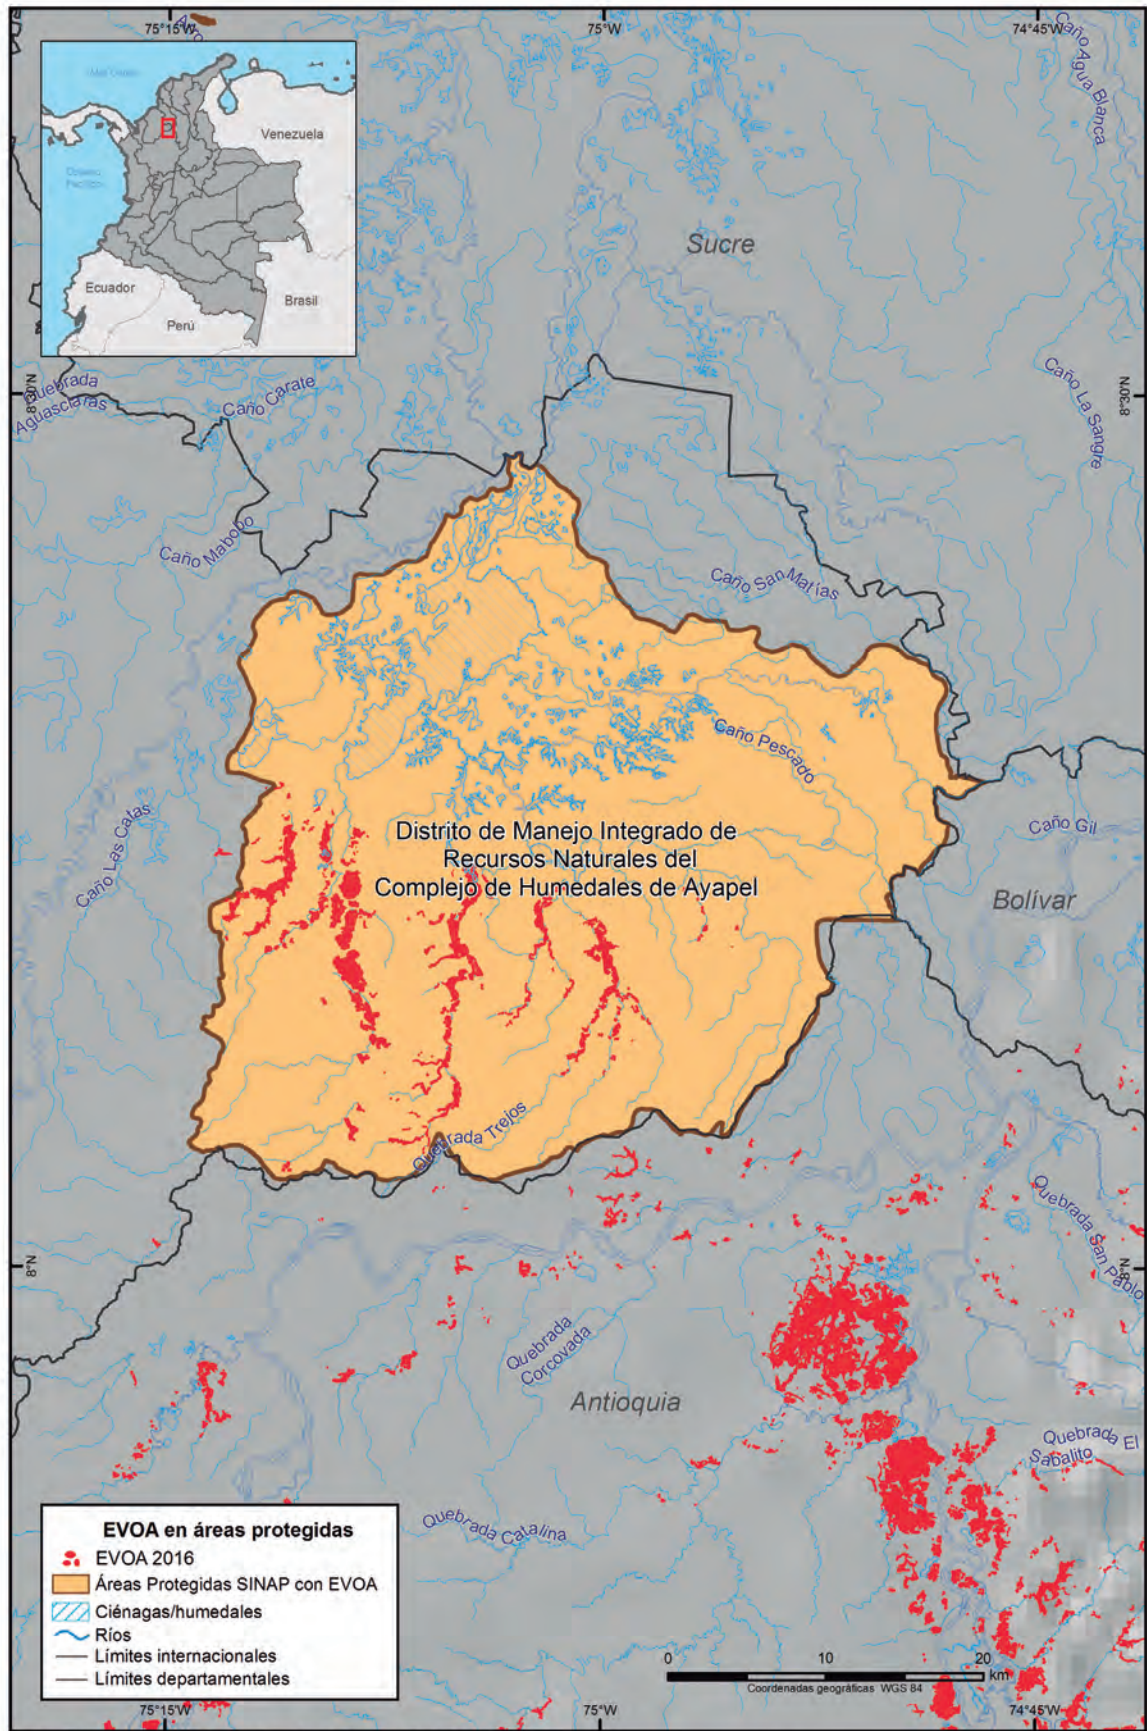 75°15'W
75°W
74°45'W
Caño Agua Blanca
Venezuela
Océano
Pacífico
Ecuador
Perú
Brasil
Sucre
8°30'N
8°30'N
Quebrada
Aguasclaras
Caño Carate
Caño La Sangre
Caño Mabobo
Caño San Matías
Caño Pescado
Caño Las Catas
Caño Gil
Distrito de Manejo Integrado de
Recursos Naturales del
Complejo de Humedales de Ayapel
Bolívar
Quebrada Trejos
Quebrada San Pablo
8°N
8°N
Quebrada
Corcovada
Antioquia
Quebrada El
Sabalito
Quebrada Catalina
EVOA en áreas protegidas
EVOA 2016
Áreas Protegidas SINAP con EVOA
Ciénagas/humedales
Ríos
Límites internacionales
Límites departamentales
0
10
20
km
Coordenadas geográficas WGS 84
75°15'W
75°W
74°45'W